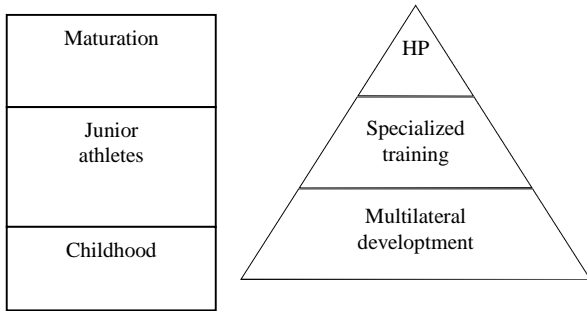 Maturation
Junior
athletes
Childhood
HP
Specialized
training
Multilateral
developtment